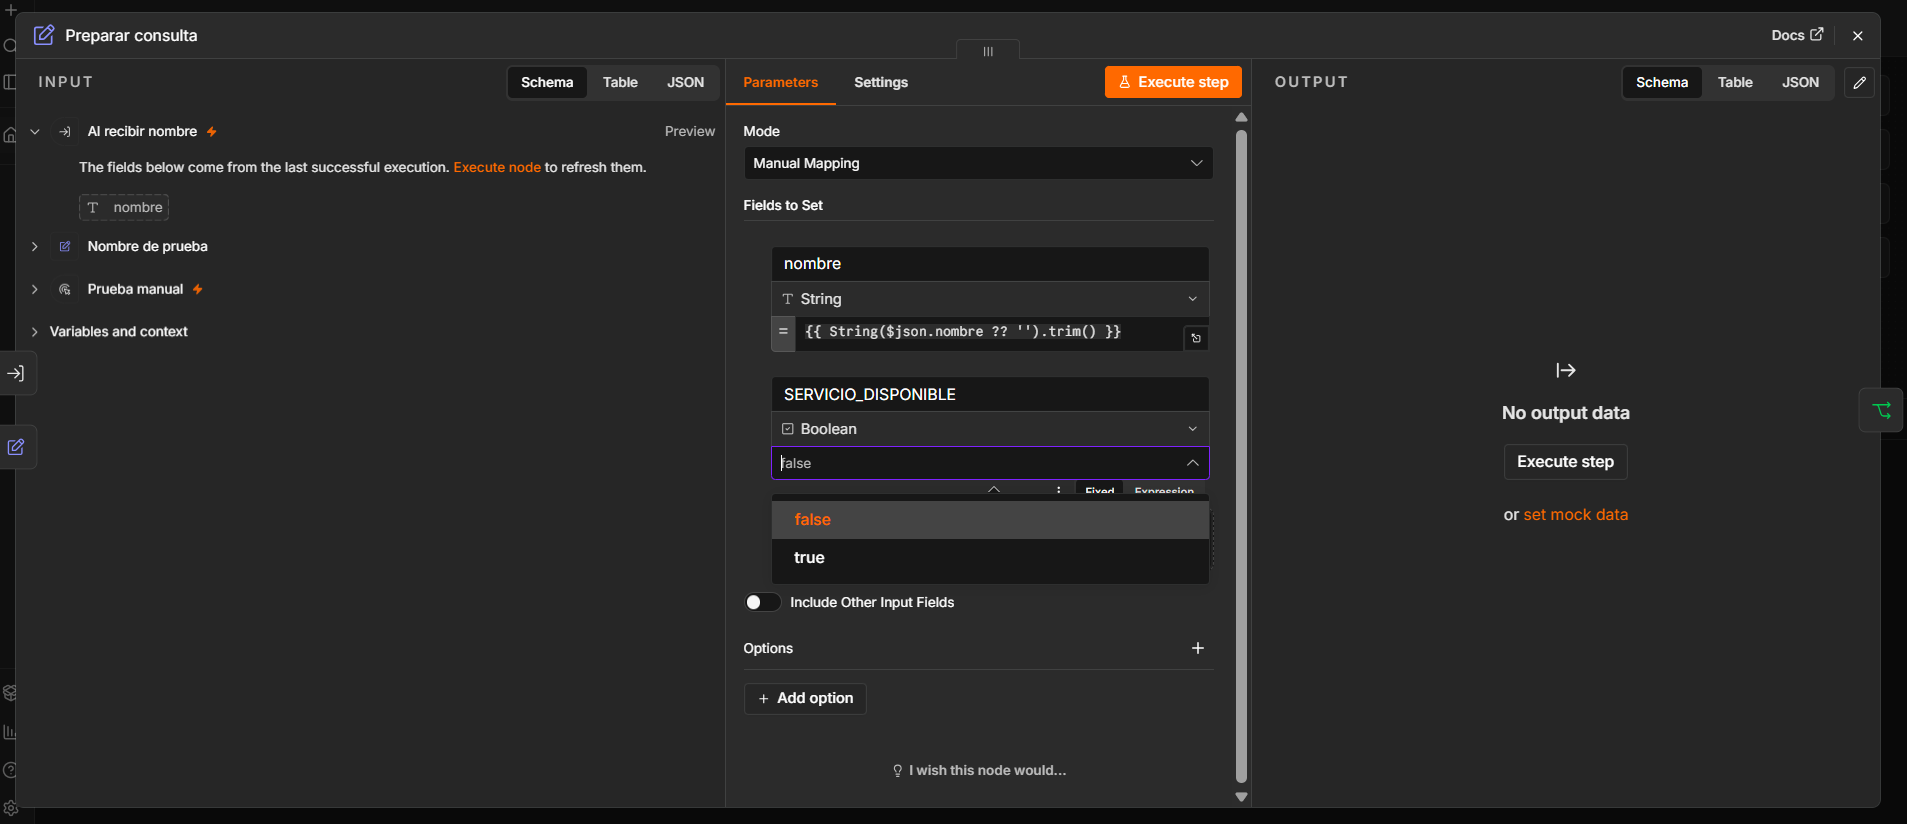 Preparar consulta
Docs
INPUT
Schema
Table
JSON
Al recibir nombre
Preview
The fields below come from the last successful execution. Execute node to refresh them.
T nombre
Nombre de prueba
Prueba manual
Variables and context
Parameters
Settings
Execute step
Mode
Manual Mapping
Fields to Set
nombre
T String
= {{ String($json.nombre ?? '').trim() }}
SERVICIO_DISPONIBLE
Boolean
false
Fixed
Expression
false
true
Include Other Input Fields
Options
+ Add option
I wish this node would...
OUTPUT
Schema
Table
JSON
No output data
Execute step
or set mock data